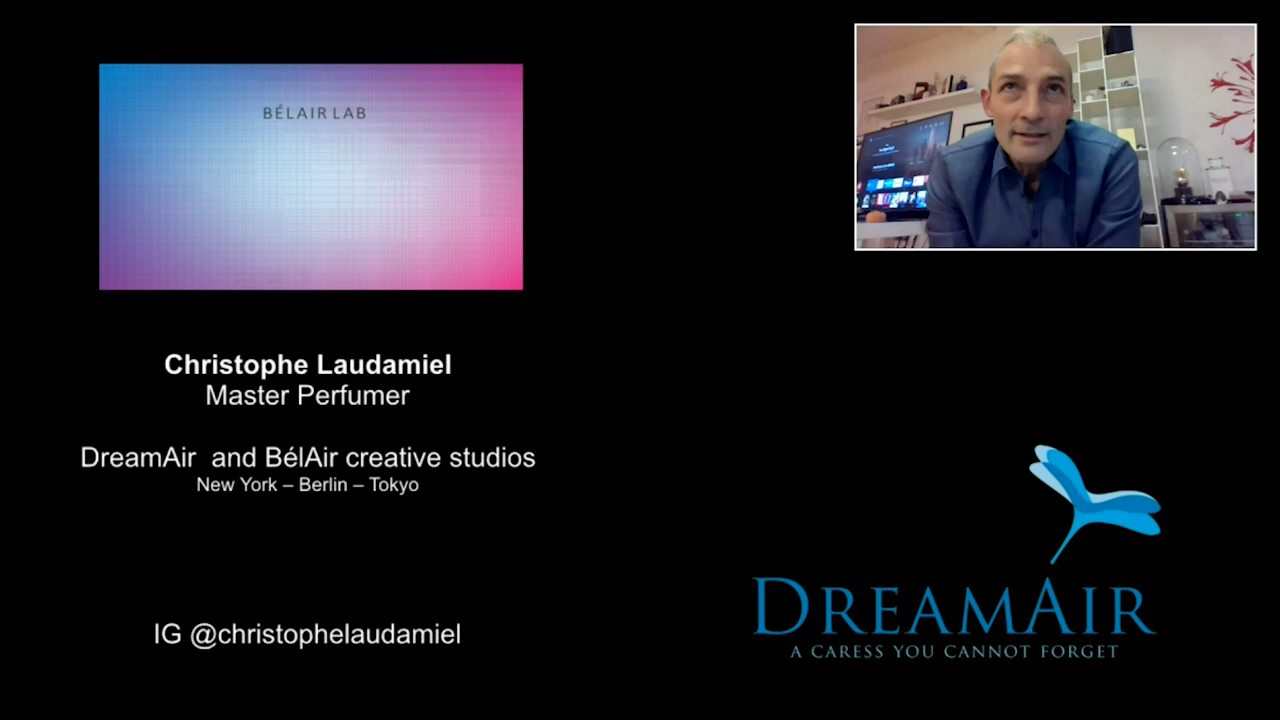 BÉLAIR LAB
Christophe Laudamiel
Master Perfumer
DreamAir  and BélAir creative studios
New York – Berlin – Tokyo
IG @christophelaudamiel
DREAMAIR
A CARESS YOU CANNOT FORGET